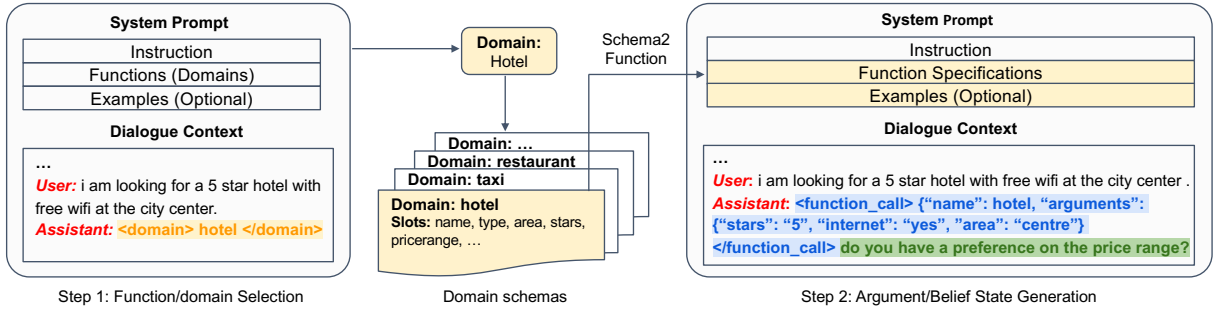 System Prompt
Instruction
Functions (Domains)
Examples (Optional)
Dialogue Context
...
User: i am looking for a 5 star hotel with
free wifi at the city center.
Assistant: <domain> hotel </domain>
Step 1: Function/domain Selection
Domain:
Hotel
Domain: ...
Domain: restaurant
Domain: taxi
Domain: hotel
Slots: name, type, area, stars,
pricerange, ...
Domain schemas
Schema2
Function
System Prompt
Instruction
Function Specifications
Examples (Optional)
Dialogue Context
...
User: i am looking for a 5 star hotel with free wifi at the city center .
Assistant: <function_call> {“name”: hotel, “arguments”:
{“stars”: “5”, “internet”: “yes”, ”area”: “centre”}
</function_call> do you have a preference on the price range?
Step 2: Argument/Belief State Generation